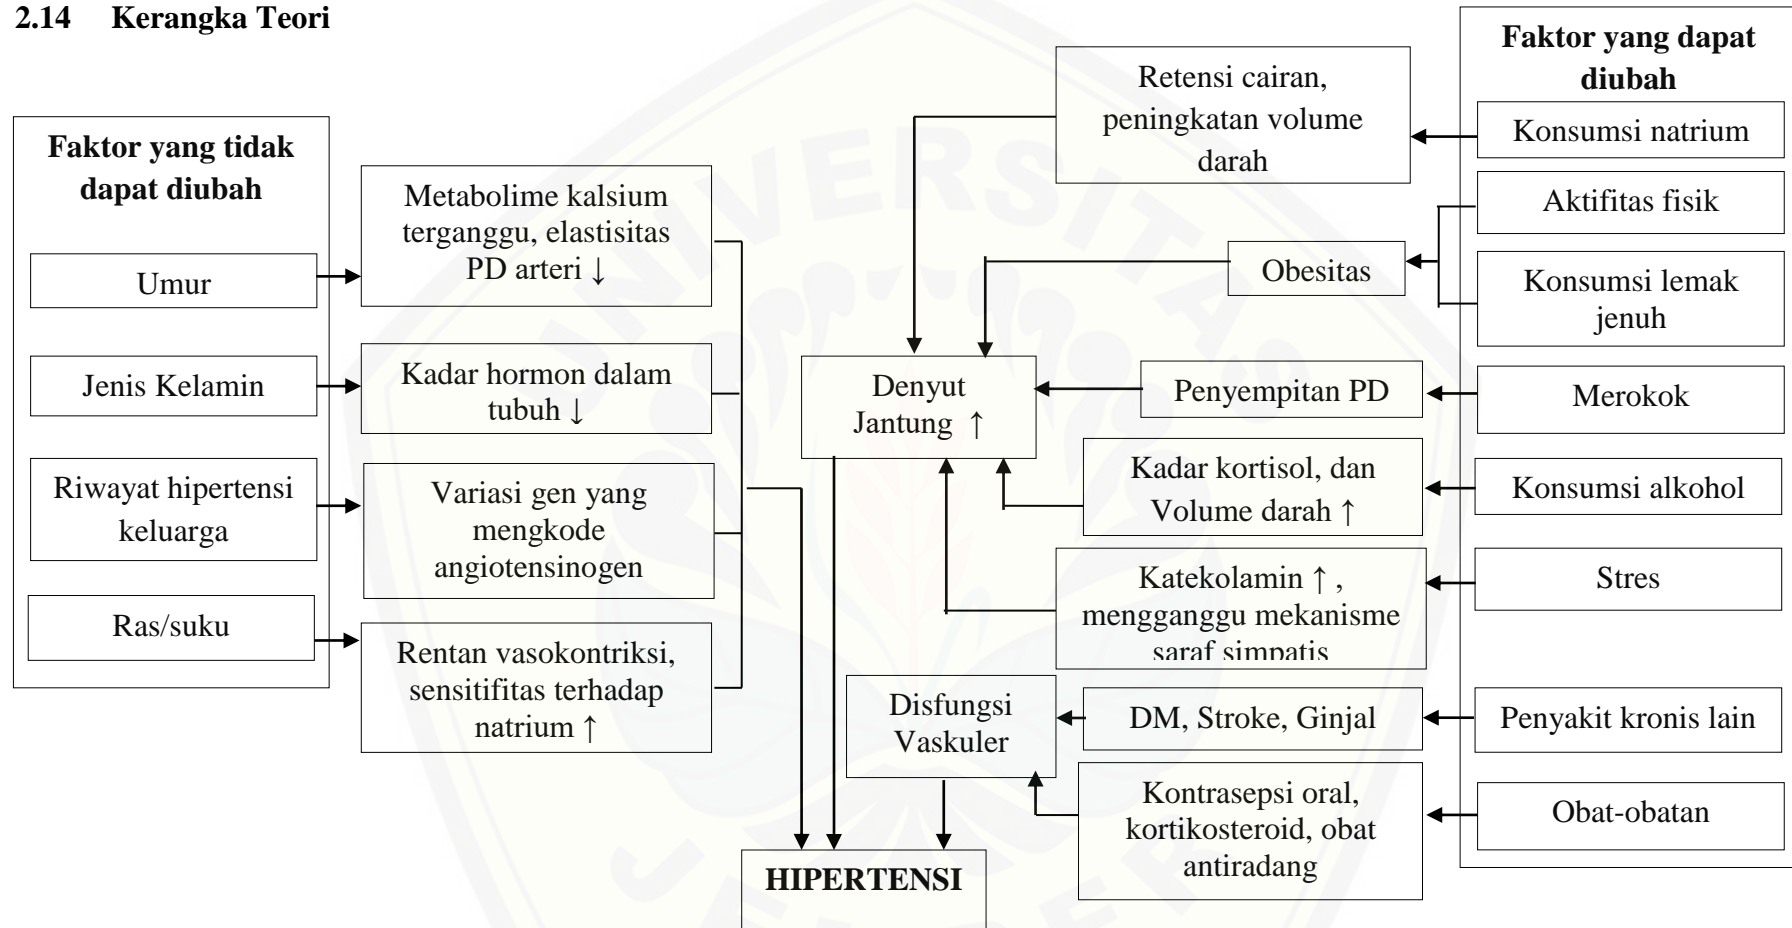 2.14 Kerangka Teori
Faktor yang tidak
dapat diubah
Umur
Jenis Kelamin
Riwayat hipertensi
keluarga
Ras/suku
Metabolime kalsium
terganggu, elastisitas
PD arteri ↓
Kadar hormon dalam
tubuh ↓
Variasi gen yang
mengkode
angiotensinogen
Rentan vasokontriksi,
sensitifitas terhadap
natrium ↑
Denyut
Jantung ↑
Disfungsi
Vaskuler
HIPERTENSI
Retensi cairan,
peningkatan volume
darah
Obesitas
Penyempitan PD
Kadar kortisol, dan
Volume darah ↑
Katekolamin ↑ ,
mengganggu mekanisme
saraf simpatis
DM, Stroke, Ginjal
Kontrasepsi oral,
kortikosteroid, obat
antiradang
Faktor yang dapat
diubah
Konsumsi natrium
Aktifitas fisik
Konsumsi lemak
jenuh
Merokok
Konsumsi alkohol
Stres
Penyakit kronis lain
Obat-obatan
UNIVERSITAS
JEMBER